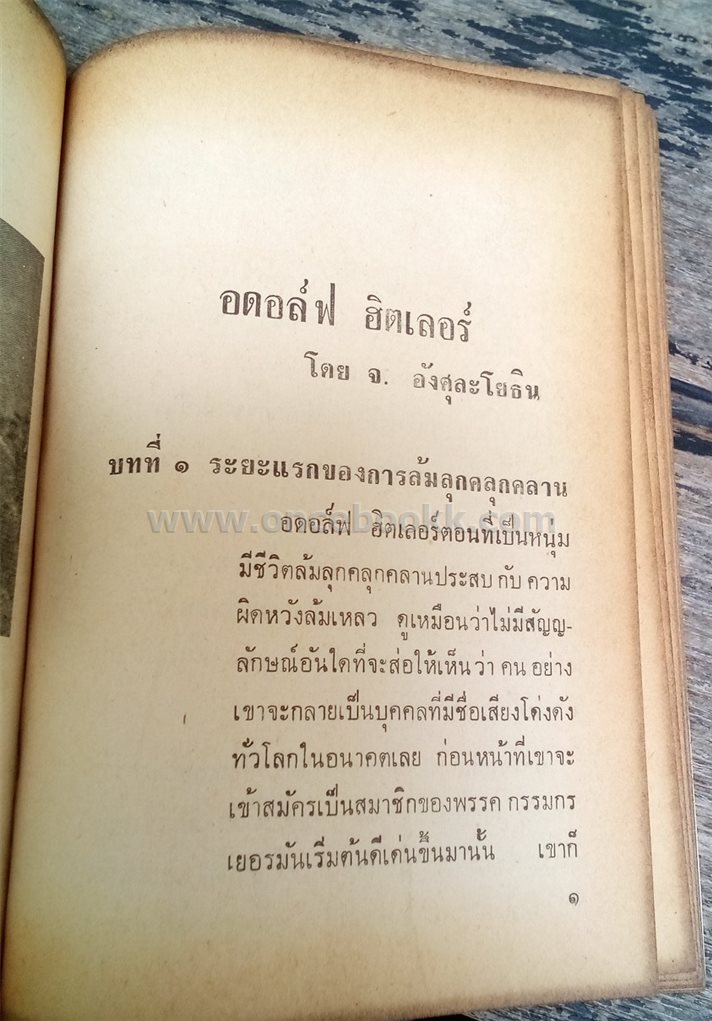 อดอล์ฟ ฮิตเลอร์
โดย จ. อังศุละโยธิน
บทที่ ๑ ระยะแรกของการล้มลุกคลุกคลาน
อดอล์ฟ ฮิตเลอร์ตอนที่เป็นหนุ่ม
มีชีวิตล้มลุกคลุกคลานประสบ กับ ความ
ผิดหวังล้มเหลว ดูเหมือนว่าไม่มีสัญญ-
ลักษณ์อันใดที่จะส่อให้เห็น ว่า คน อย่าง
เขาจะกลายเป็นบุคคลที่มีชื่อเสียงโด่งดัง
ทั่วโลกในอนาคตเลย ก่อนหน้าที่เขาจะ
เข้าสมัครเป็นสมาชิกของพรรค กรรมกร
เยอรมันเริ่มต้นดีเด่นขึ้นมานั้น เขาก็
๑